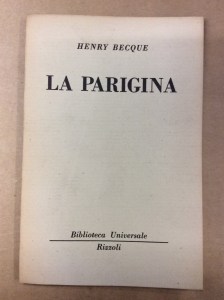 HENRY BECQUE
LA PARIGINA
Biblioteca Universale
Rizzoli